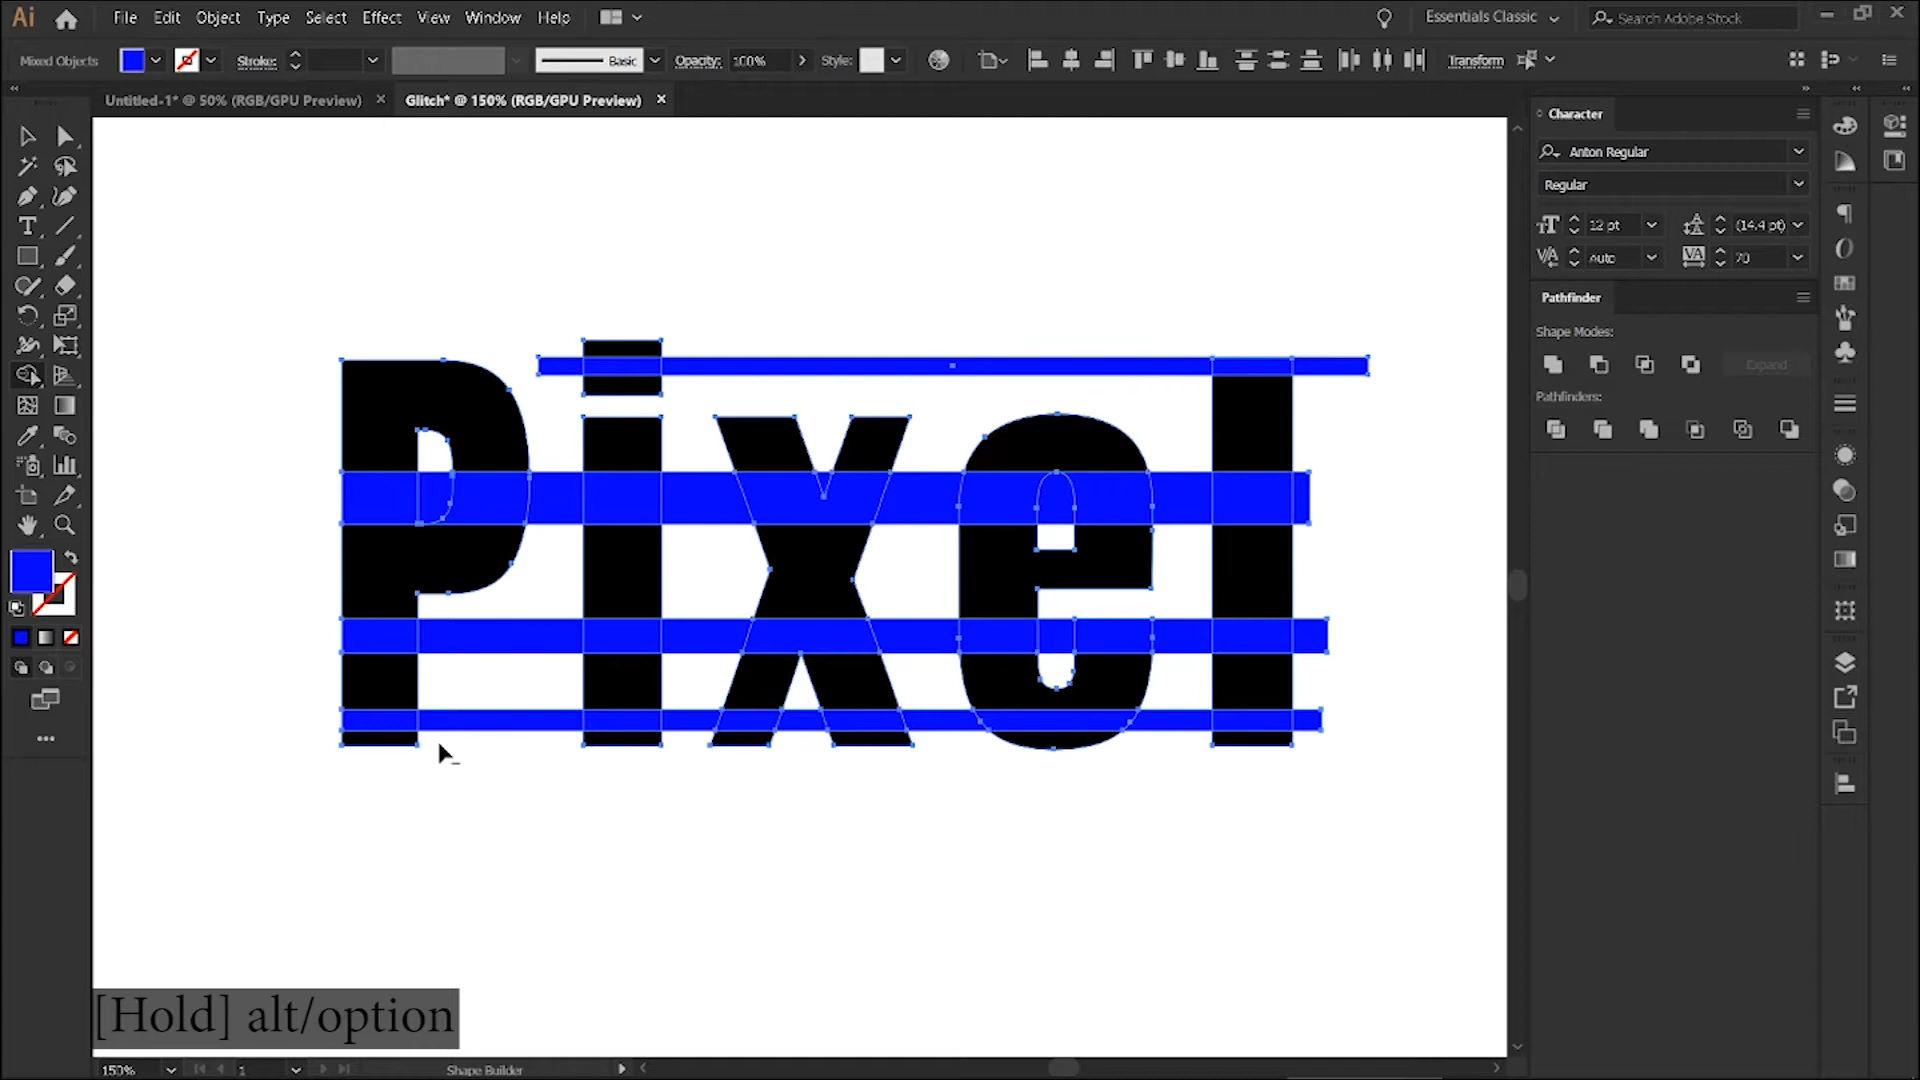 Ai File Edit Object Type Select Effect View Window Help Essentials Classic Search Adobe Stock
Mixed Objects Stroke: Basic Opacity: 100% Style: Transform
Untitled-1* @ 50% (RGB/GPU Preview) × Glitch* @ 150% (RGB/GPU Preview) ×
Character
Anton Regular
Regular
12 pt (14.4 pt)
Auto 70
Pathfinder
Shape Modes:
Expand
Pathfinders:
Pixel
[Hold] alt/option
150% 1 Shape Builder